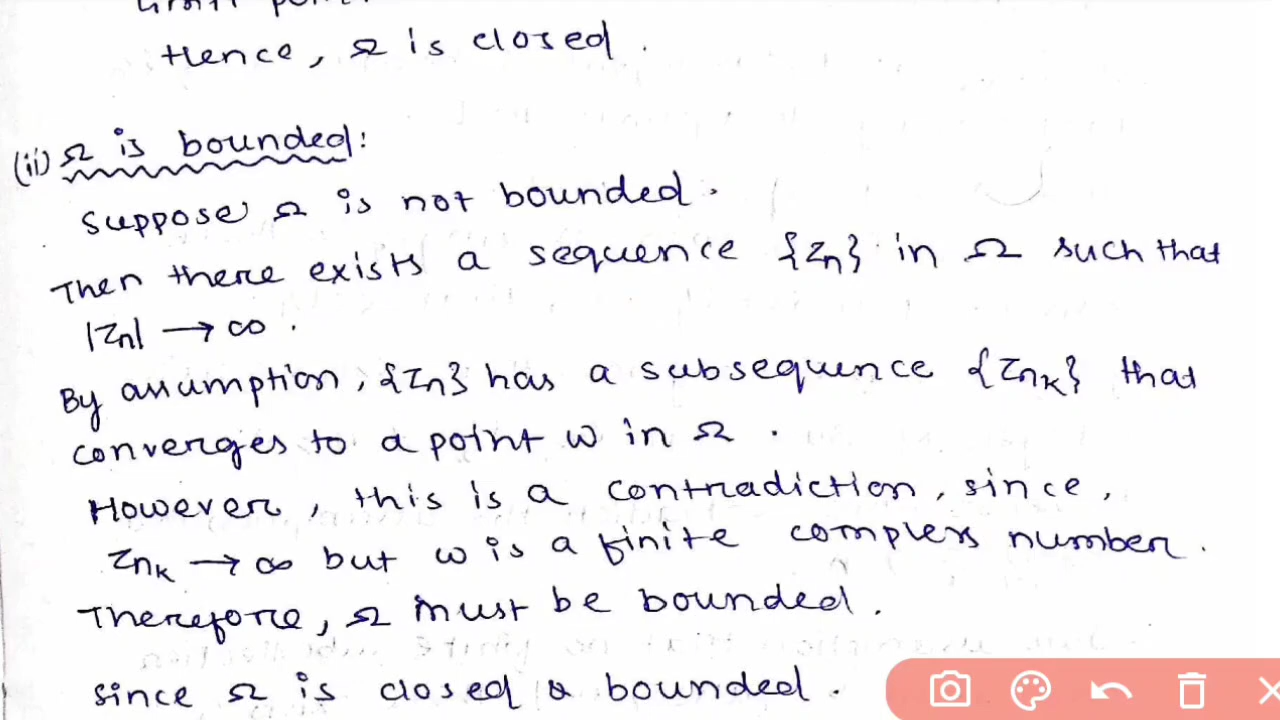 limit point
Hence, Ω is closed.
(ii) Ω is bounded:
Suppose Ω is not bounded.
Then there exists a sequence {zn} in Ω such that
|zn| → ∞.
By assumption, {zn} has a subsequence {znk} that
converges to a point w in Ω.
However, this is a contradiction, since,
znk → ∞ but w is a finite complex number.
Therefore, Ω must be bounded.
since Ω is closed & bounded.